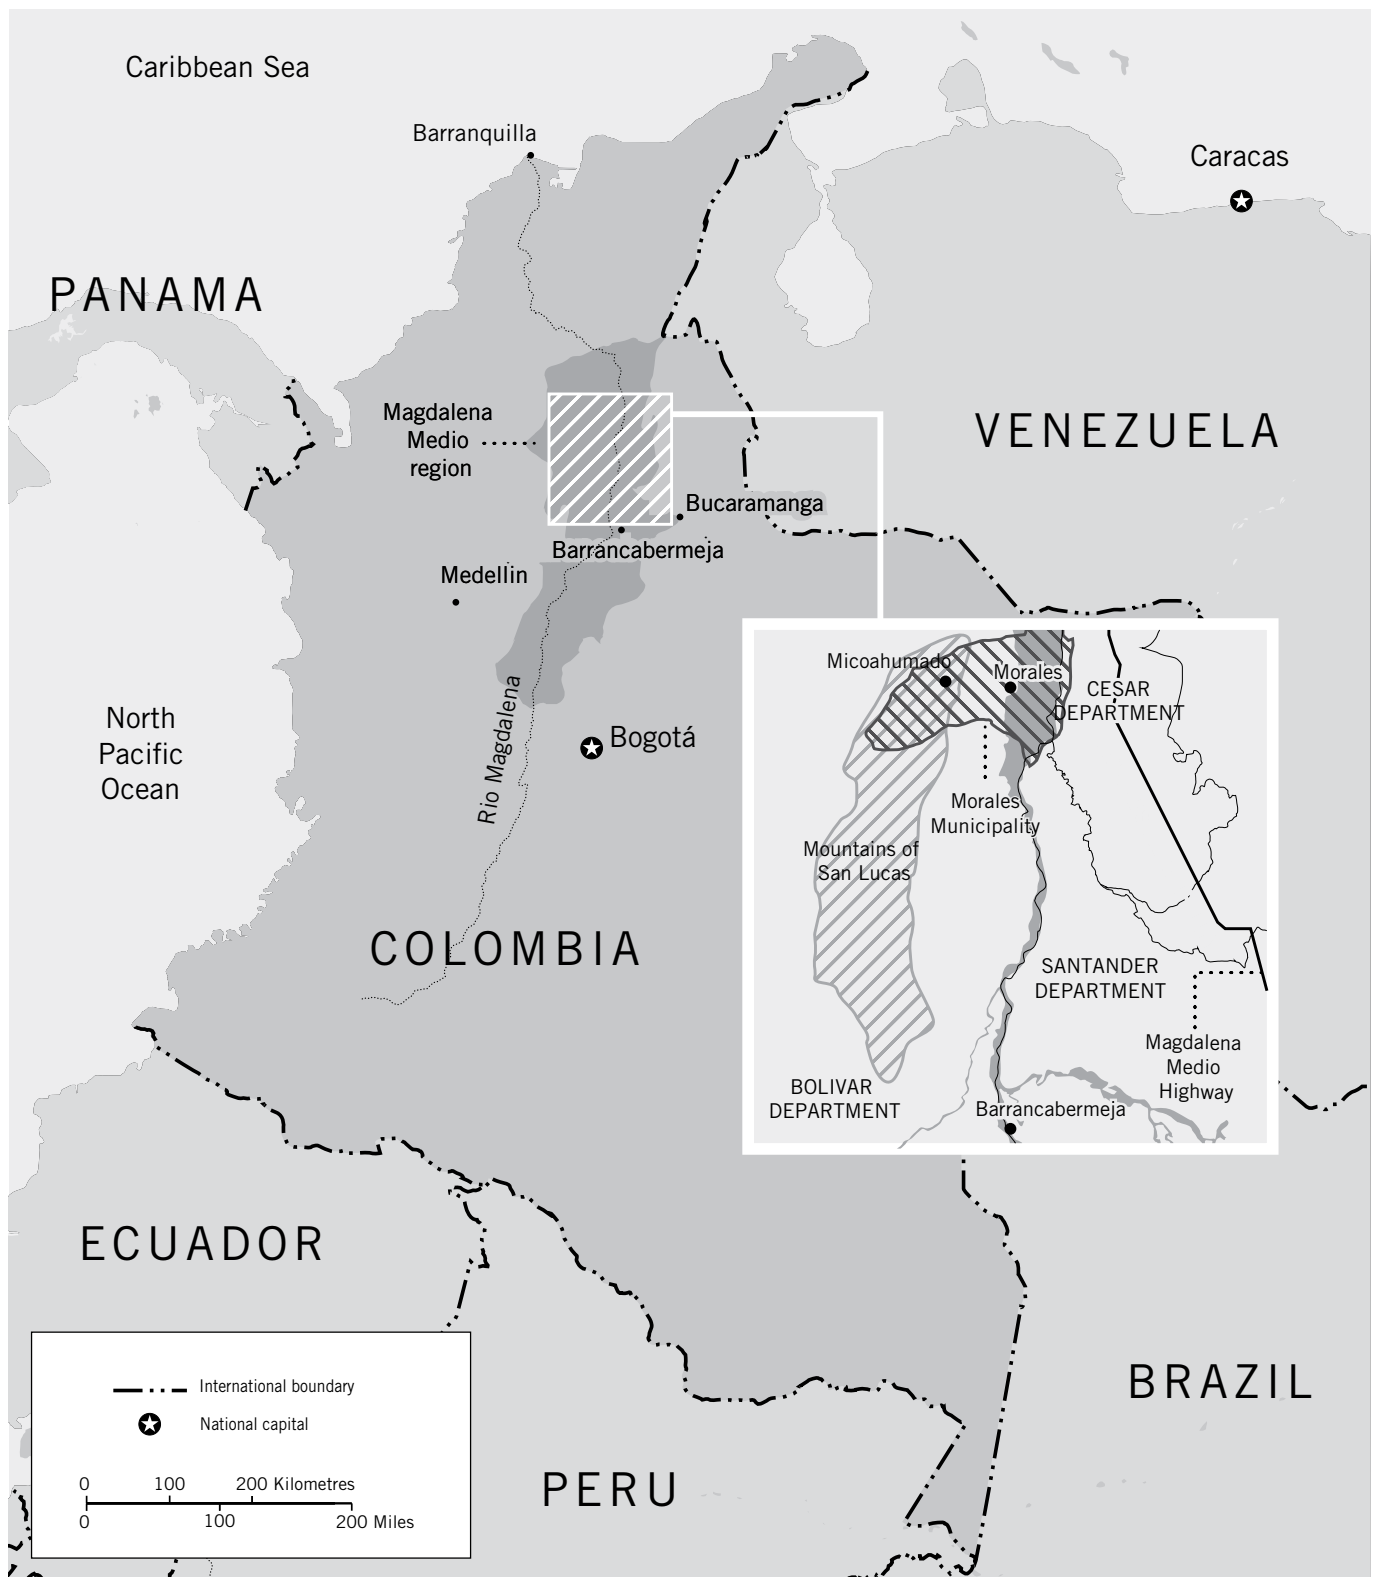 Caribbean Sea
Barranquilla
Caracas
PANAMA
Magdalena
Medio
region
VENEZUELA
Bucaramanga
Barrancabermeja
Medellin
Rio Magdalena
North
Pacific
Ocean
Bogotá
COLOMBIA
Micoahumado
Morales
CESAR
DEPARTMENT
Morales
Municipality
Mountains of
San Lucas
SANTANDER
DEPARTMENT
Magdalena
Medio
Highway
BOLIVAR
DEPARTMENT
Barrancabermeja
ECUADOR
BRAZIL
PERU
International boundary
National capital
0 100 200 Kilometres
0 100 200 Miles